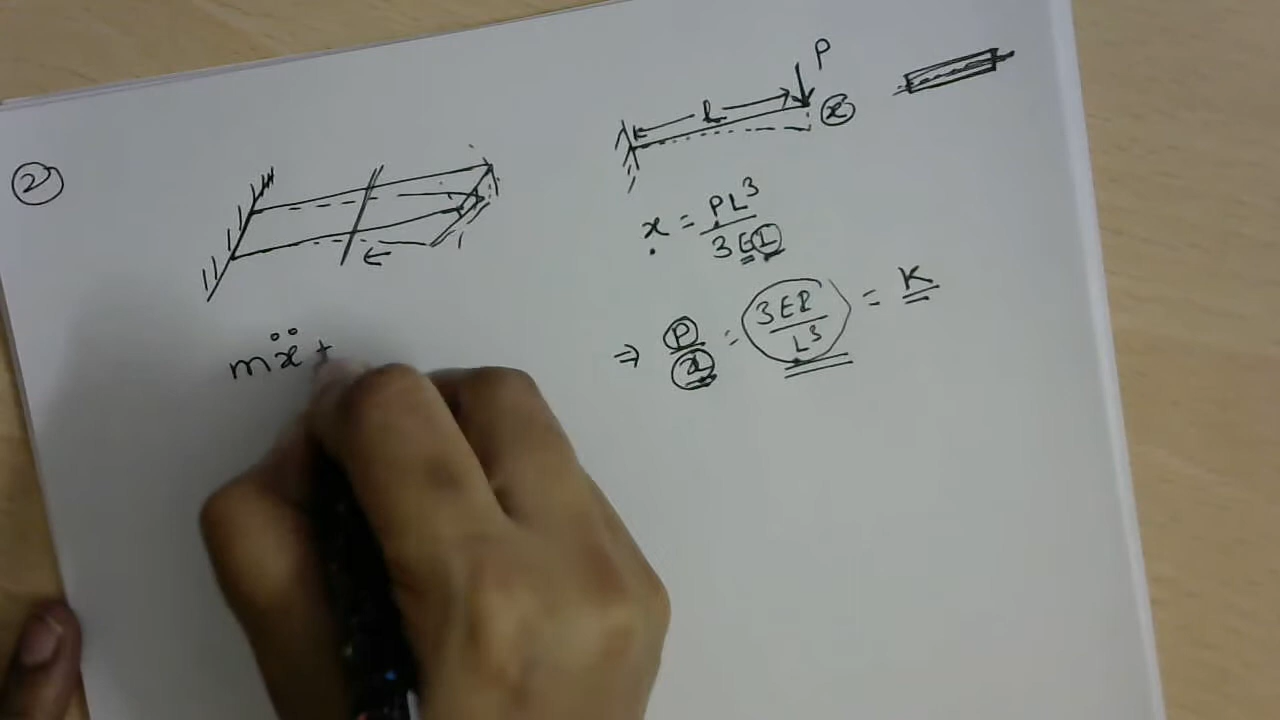 2
P
L
x
x = PL³ / 3EI
⇒ P / x = 3EI / L³ = K
mẍ +